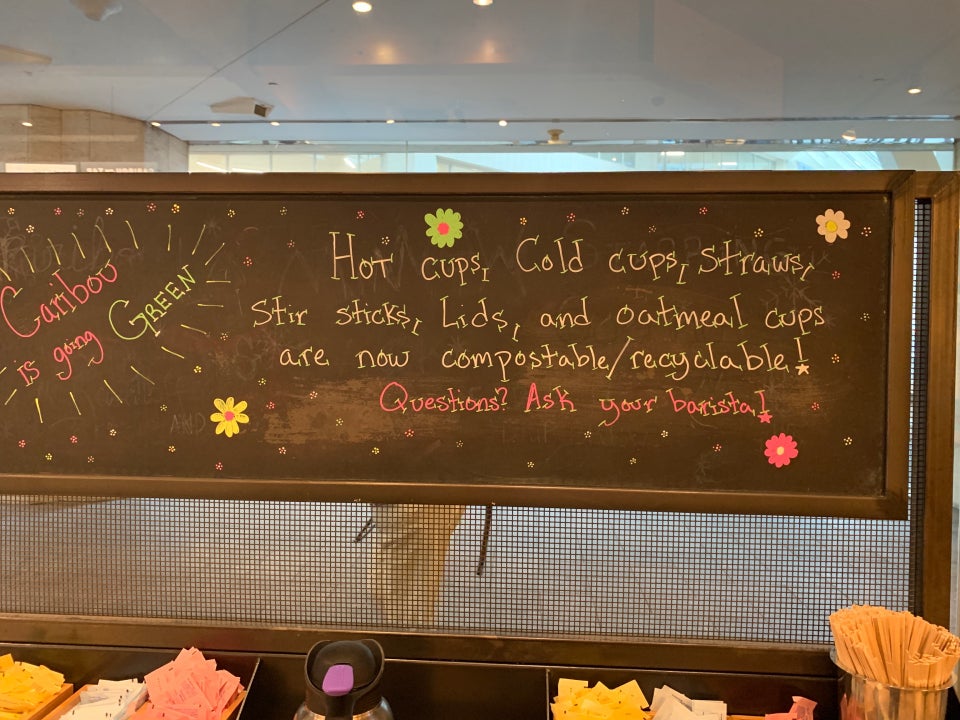 Caribou
is going GREEN
Hot cups, Cold cups, Straws,
Stir sticks, Lids, and oatmeal cups
are now compostable/recyclable!
Questions? Ask your barista!